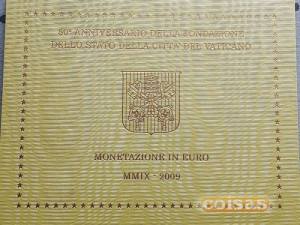 80° ANNIVERSARIO DELLA FONDAZIONE
DELLO STATO DELLA CITTÀ DEL VATICANO
MONETAZIONE IN EURO
MMIX - 2009
coisas